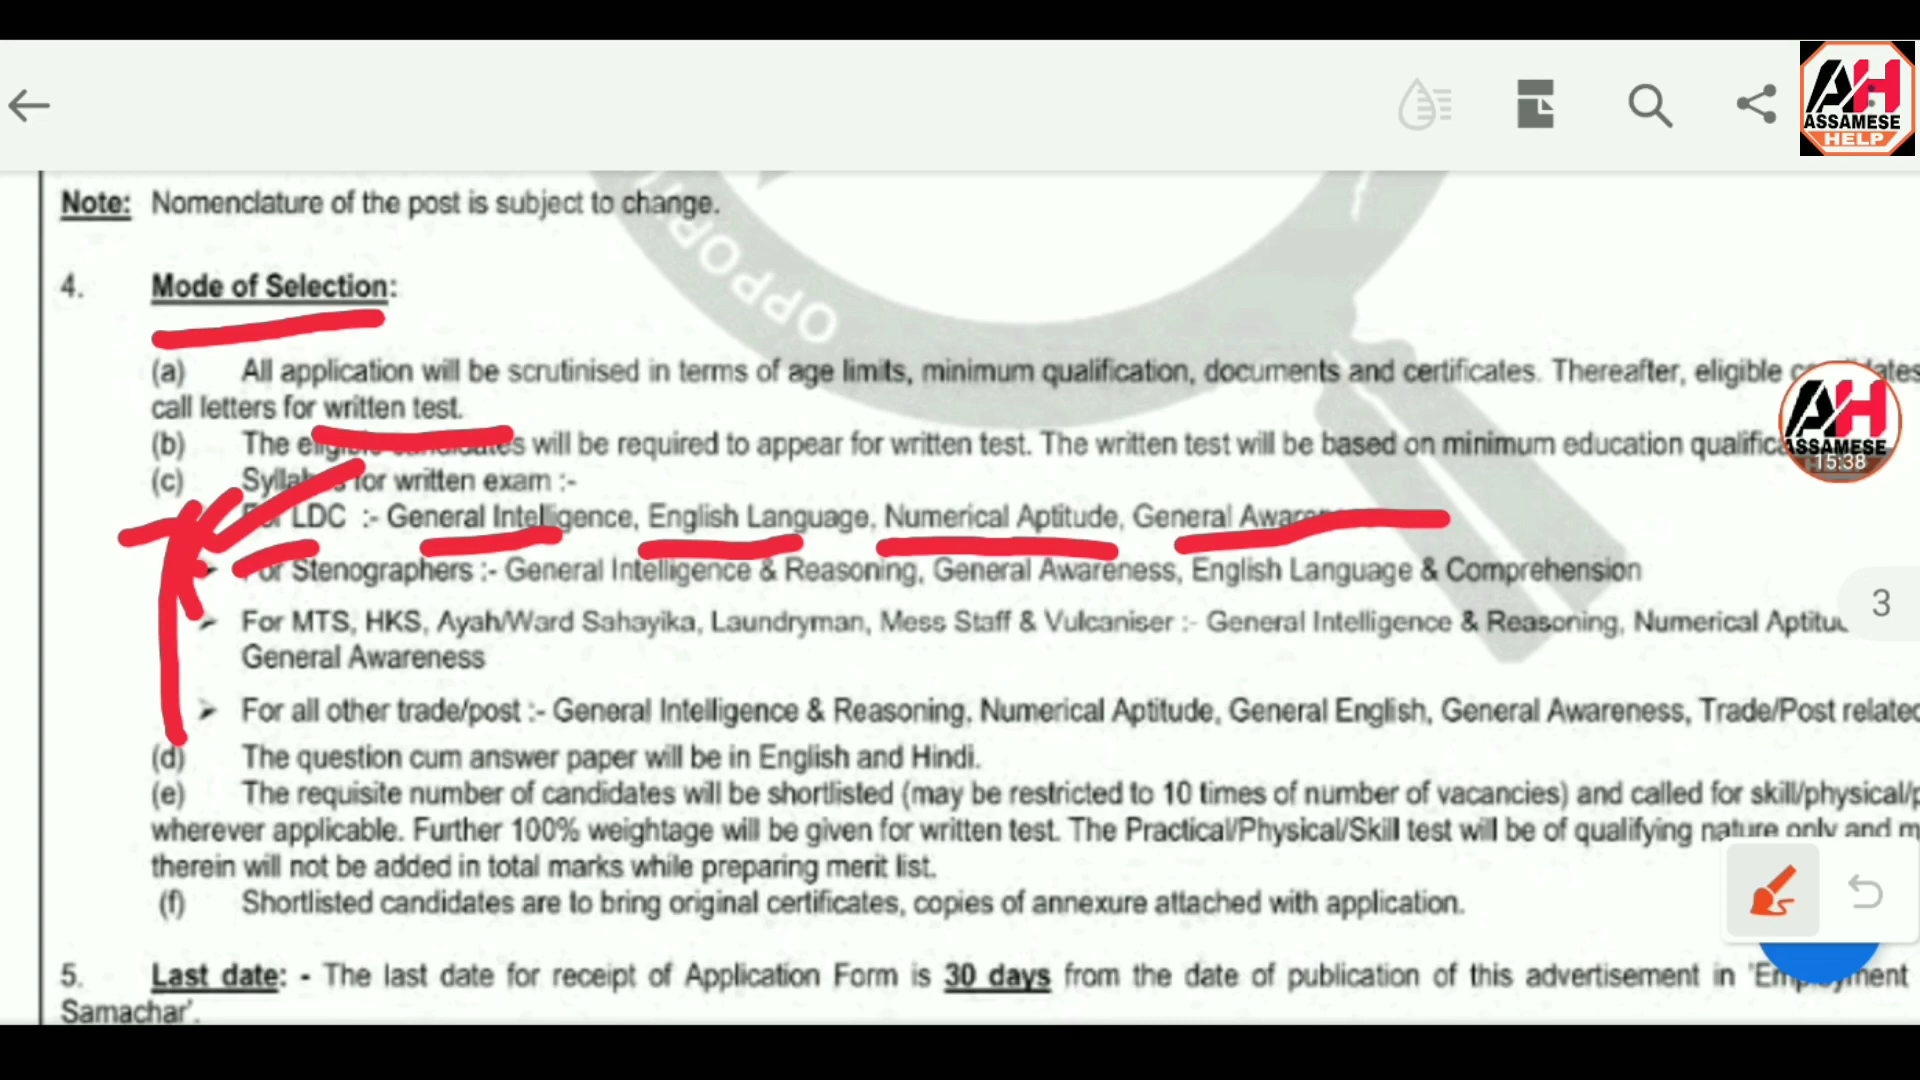 AH
ASSAMESE
HELP
Note: Nomenclature of the post is subject to change.
OPPOR
4. Mode of Selection:
(a) All application will be scrutinised in terms of age limits, minimum qualification, documents and certificates. Thereafter, eligible
call letters for written test.
(b) The will be required to appear for written test. The written test will be based on minimum education
AH
ASSAMESE
15:38
(c) for written exam :-
LDC :- General Intelligence, English Language, Numerical Aptitude, General
➢ For Stenographers :- General Intelligence & Reasoning, General Awareness, English Language & Comprehension
3
➢ For MTS, HKS, Ayah/Ward Sahayika, Laundryman, Mess Staff & Vulcaniser :- General Intelligence & Reasoning, Numerical
General Awareness
➢ For all other trade/post :- General Intelligence & Reasoning, Numerical Aptitude, General English, General Awareness, Trade/Post
(d) The question cum answer paper will be in English and Hindi.
(e) The requisite number of candidates will be shortlisted (may be restricted to 10 times of number of vacancies) and called for skill/physical/
wherever applicable. Further 100% weightage will be given for written test. The Practical/Physical/Skill test will be of qualifying nature only and
therein will not be added in total marks while preparing merit list.
(f) Shortlisted candidates are to bring original certificates, copies of annexure attached with application.
5. Last date: - The last date for receipt of Application Form is 30 days from the date of publication of this advertisement in
Samachar'.